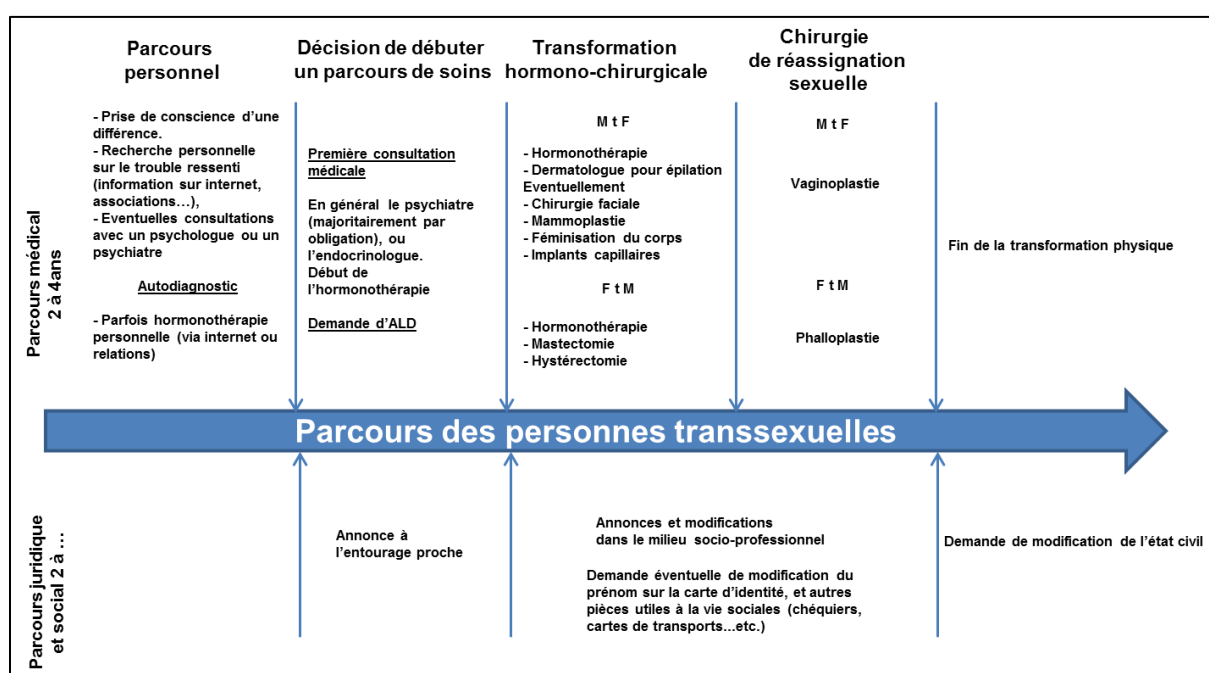 Parcours
personnel
Décision de débuter
un parcours de soins
Transformation
hormono-chirurgicale
Chirurgie
de réassignation
sexuelle
Parcours médical
2 à 4ans
- Prise de conscience d’une
différence.
- Recherche personnelle
sur le trouble ressenti
(information sur internet,
associations…),
- Eventuelles consultations
avec un psychologue ou un
psychiatre
Autodiagnostic
- Parfois hormonothérapie
personnelle (via internet ou
relations)
Première consultation
médicale
En général le psychiatre
(majoritairement par
obligation), ou
l’endocrinologue.
Début de
l’hormonothérapie
Demande d’ALD
M t F
- Hormonothérapie
- Dermatologue pour épilation
Eventuellement
- Chirurgie faciale
- Mammoplastie
- Féminisation du corps
- Implants capillaires
F t M
- Hormonothérapie
- Mastectomie
- Hystérectomie
M t F
Vaginoplastie
F t M
Phalloplastie
Fin de la transformation physique
Parcours des personnes transsexuelles
Parcours juridique
et social 2 à …
Annonce à
l’entourage proche
Annonces et modifications
dans le milieu socio-professionnel
Demande éventuelle de modification du
prénom sur la carte d’identité, et autres
pièces utiles à la vie sociales (chéquiers,
cartes de transports...etc.)
Demande de modification de l’état civil